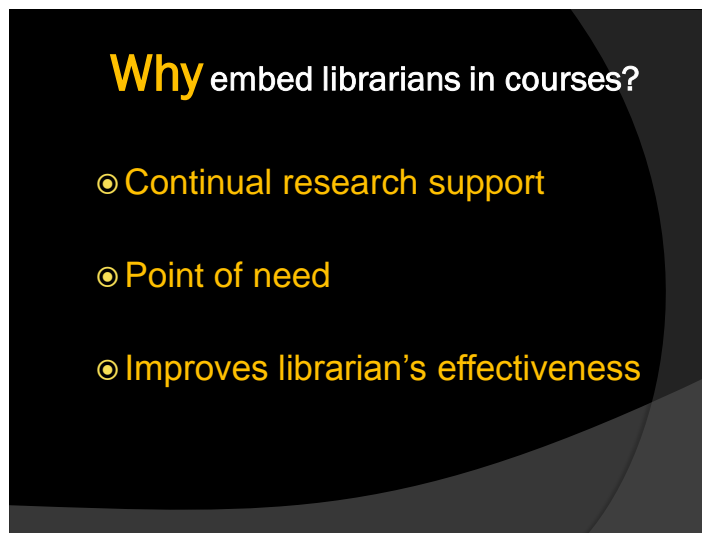 Why embed librarians in courses?
Continual research support
Point of need
Improves librarian’s effectiveness